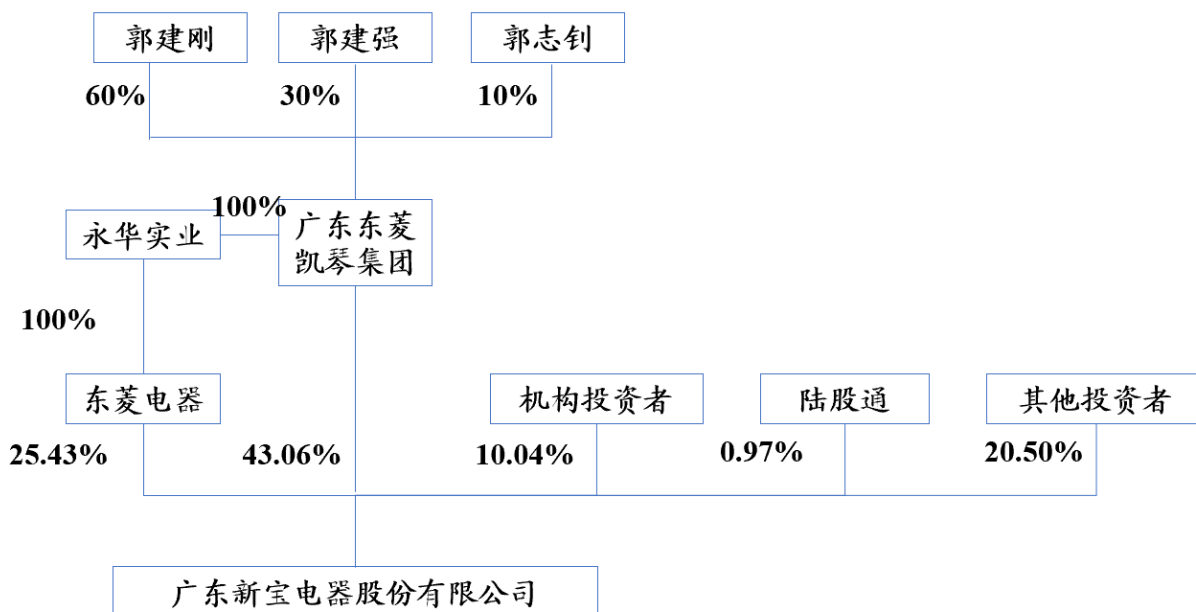 郭建刚
郭建强
郭志钊
60%
30%
10%
100%
永华实业
广东东菱
凯琴集团
100%
东菱电器
机构投资者
陆股通
其他投资者
25.43%
43.06%
10.04%
0.97%
20.50%
广东新宝电器股份有限公司